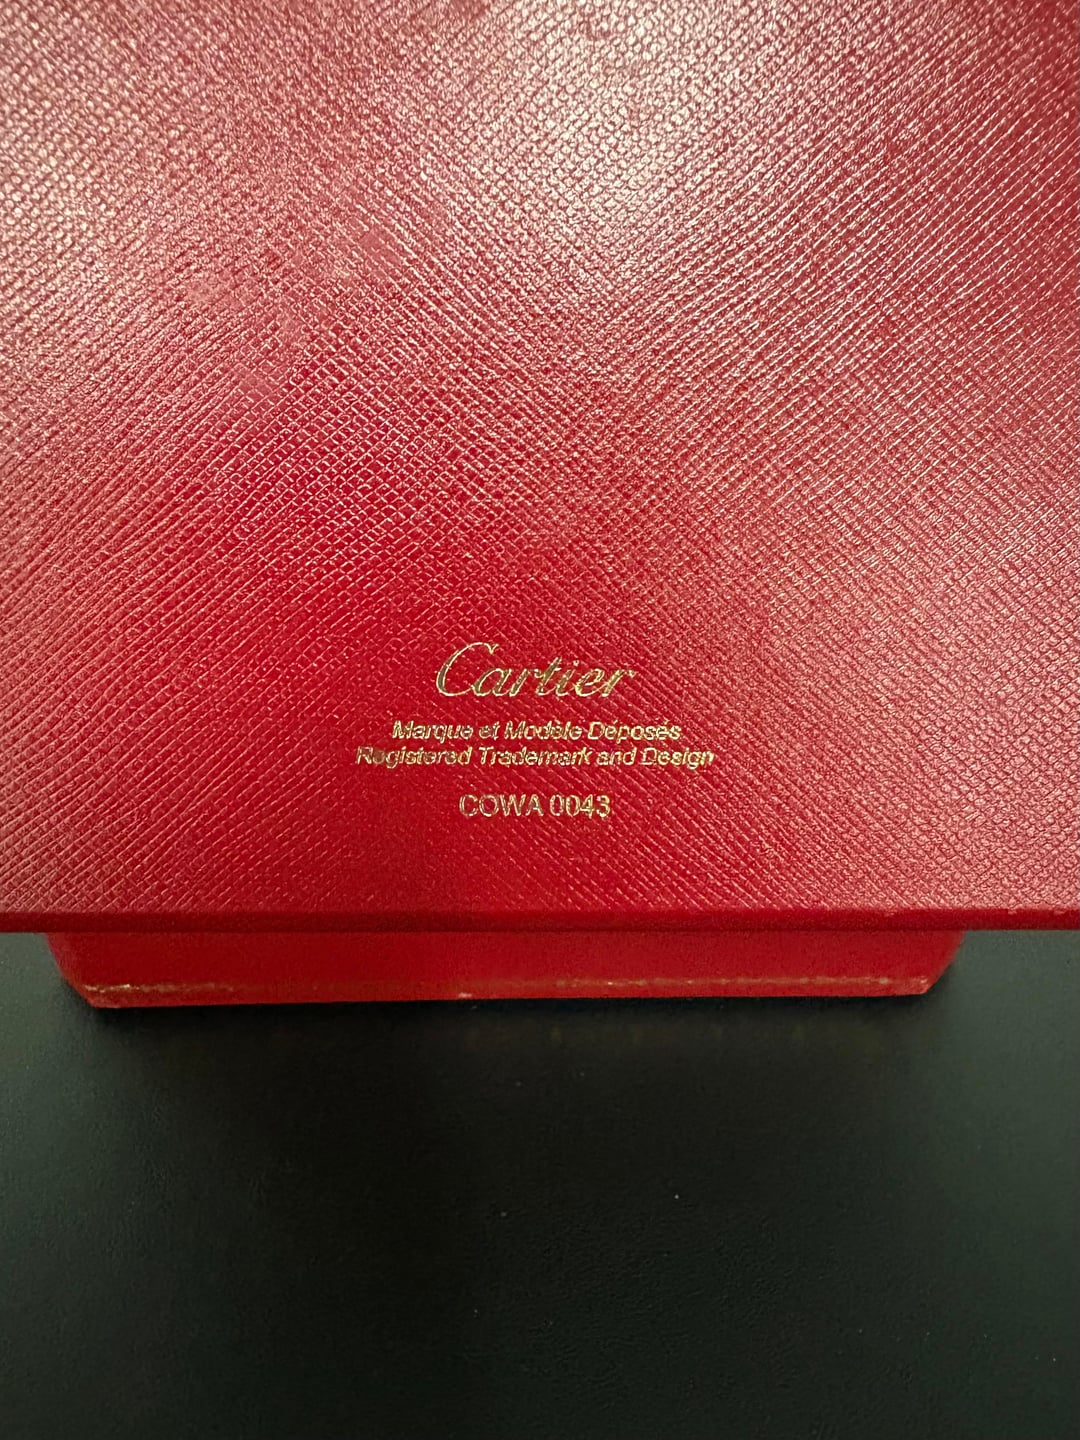 Cartier
Marque et Modèle Déposés
Registered Trademark and Design
COWA 0043